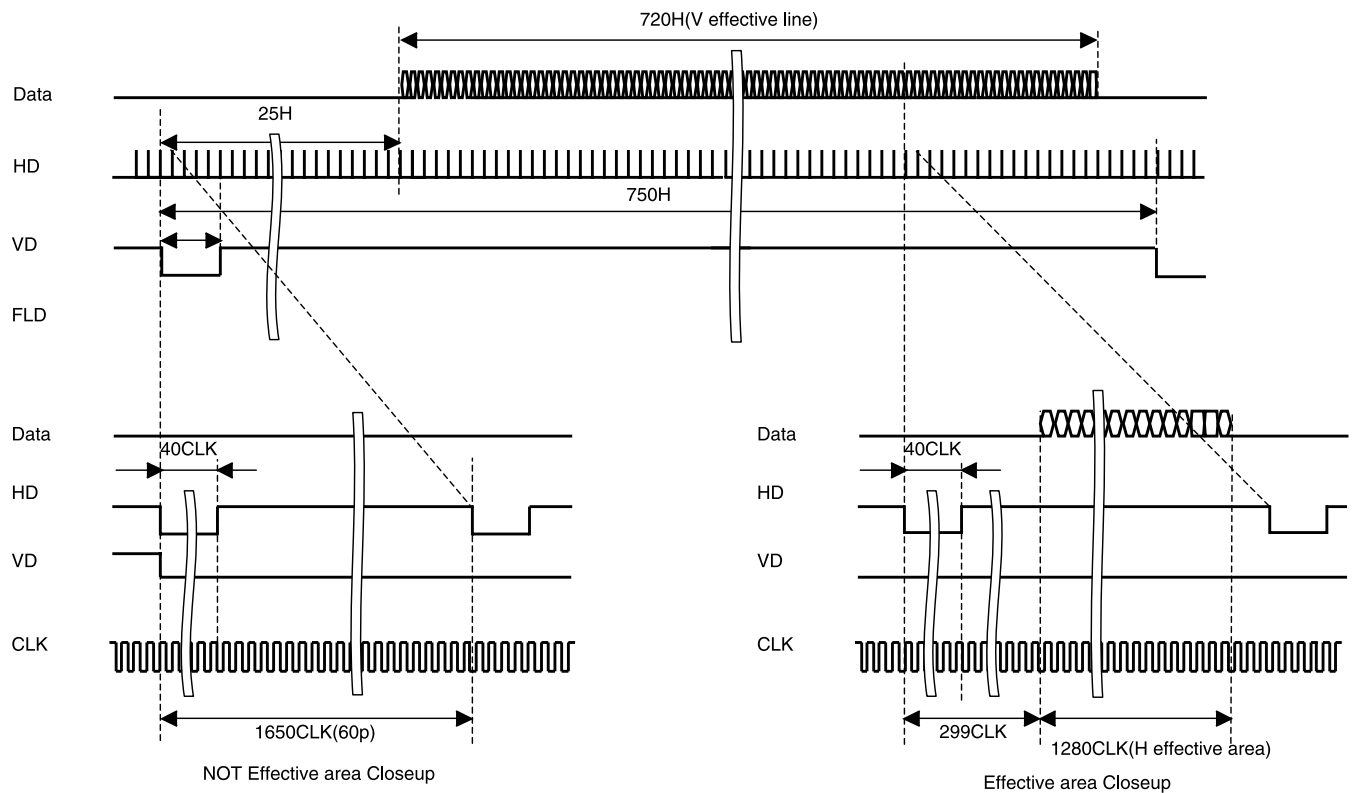 720H(V effective line)
Data
25H
HD
750H
VD
FLD
Data
40CLK
HD
VD
CLK
1650CLK(60p)
NOT Effective area Closeup
Data
40CLK
HD
VD
CLK
299CLK
1280CLK(H effective area)
Effective area Closeup